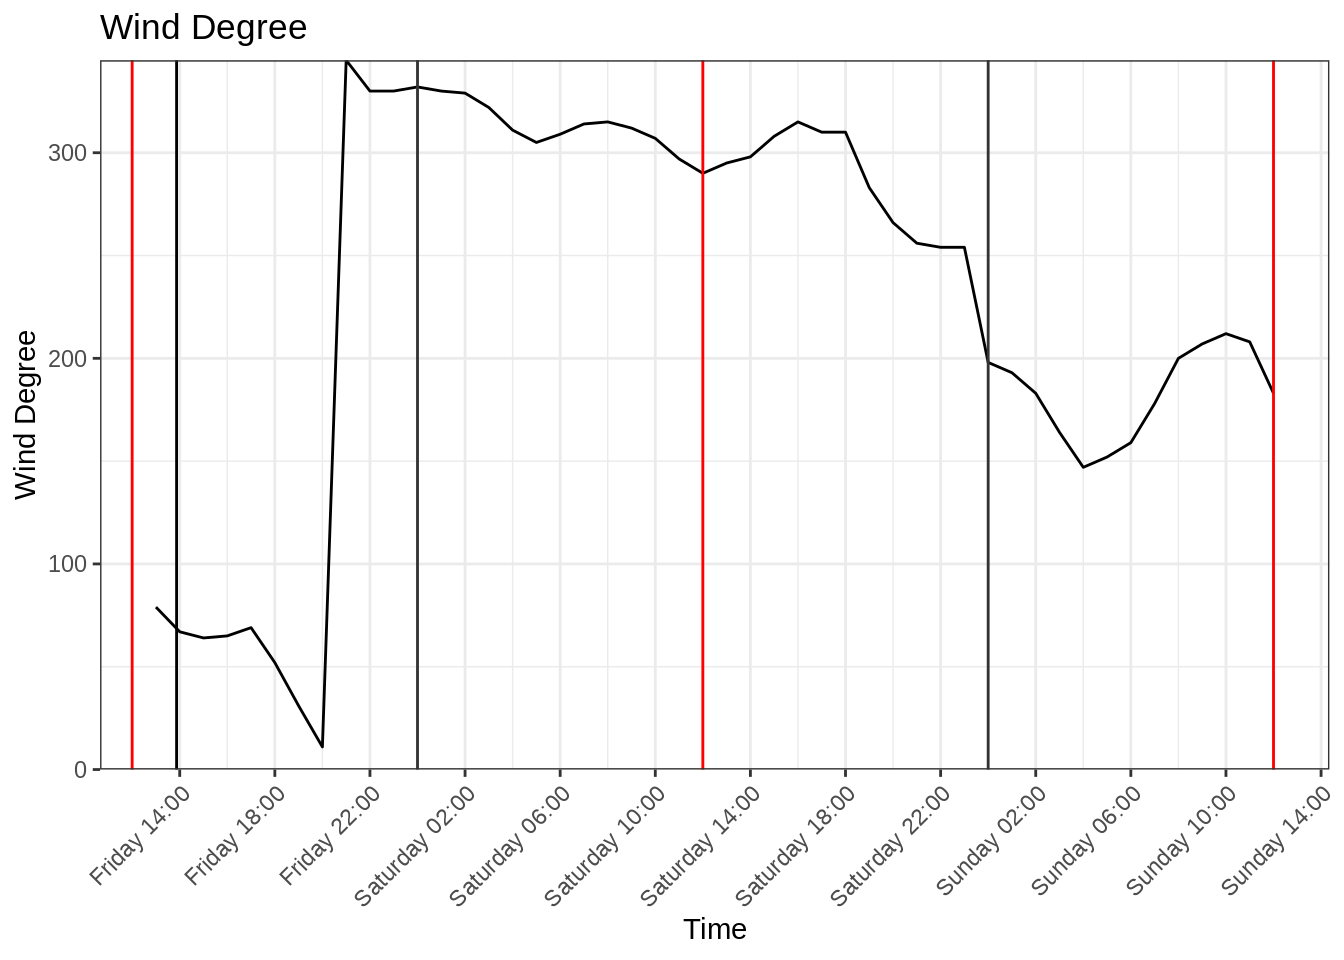 Wind Degree
Wind Degree
300
200
100
0
Friday 14:00
Friday 18:00
Friday 22:00
Saturday 02:00
Saturday 06:00
Saturday 10:00
Saturday 14:00
Saturday 18:00
Saturday 22:00
Sunday 02:00
Sunday 06:00
Sunday 10:00
Sunday 14:00
Time